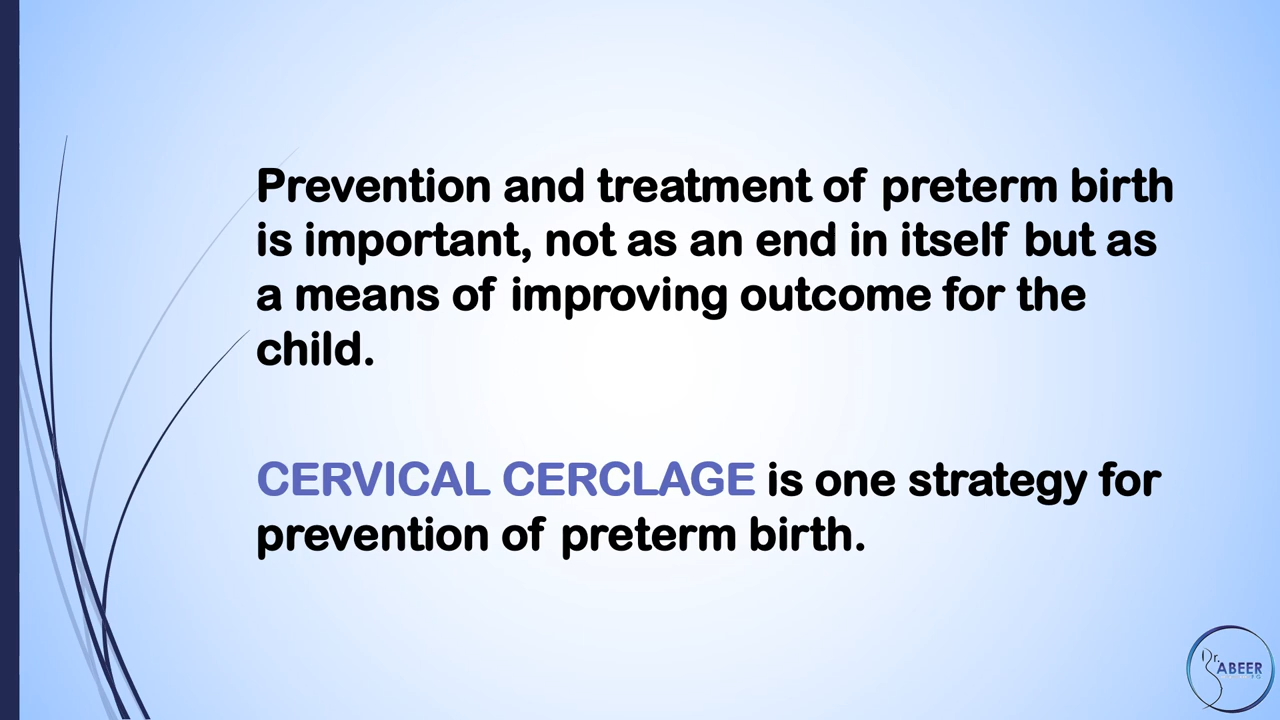 Prevention and treatment of preterm birth
is important, not as an end in itself but as
a means of improving outcome for the
child.
CERVICAL CERCLAGE is one strategy for
prevention of preterm birth.
Dr.
ABEER